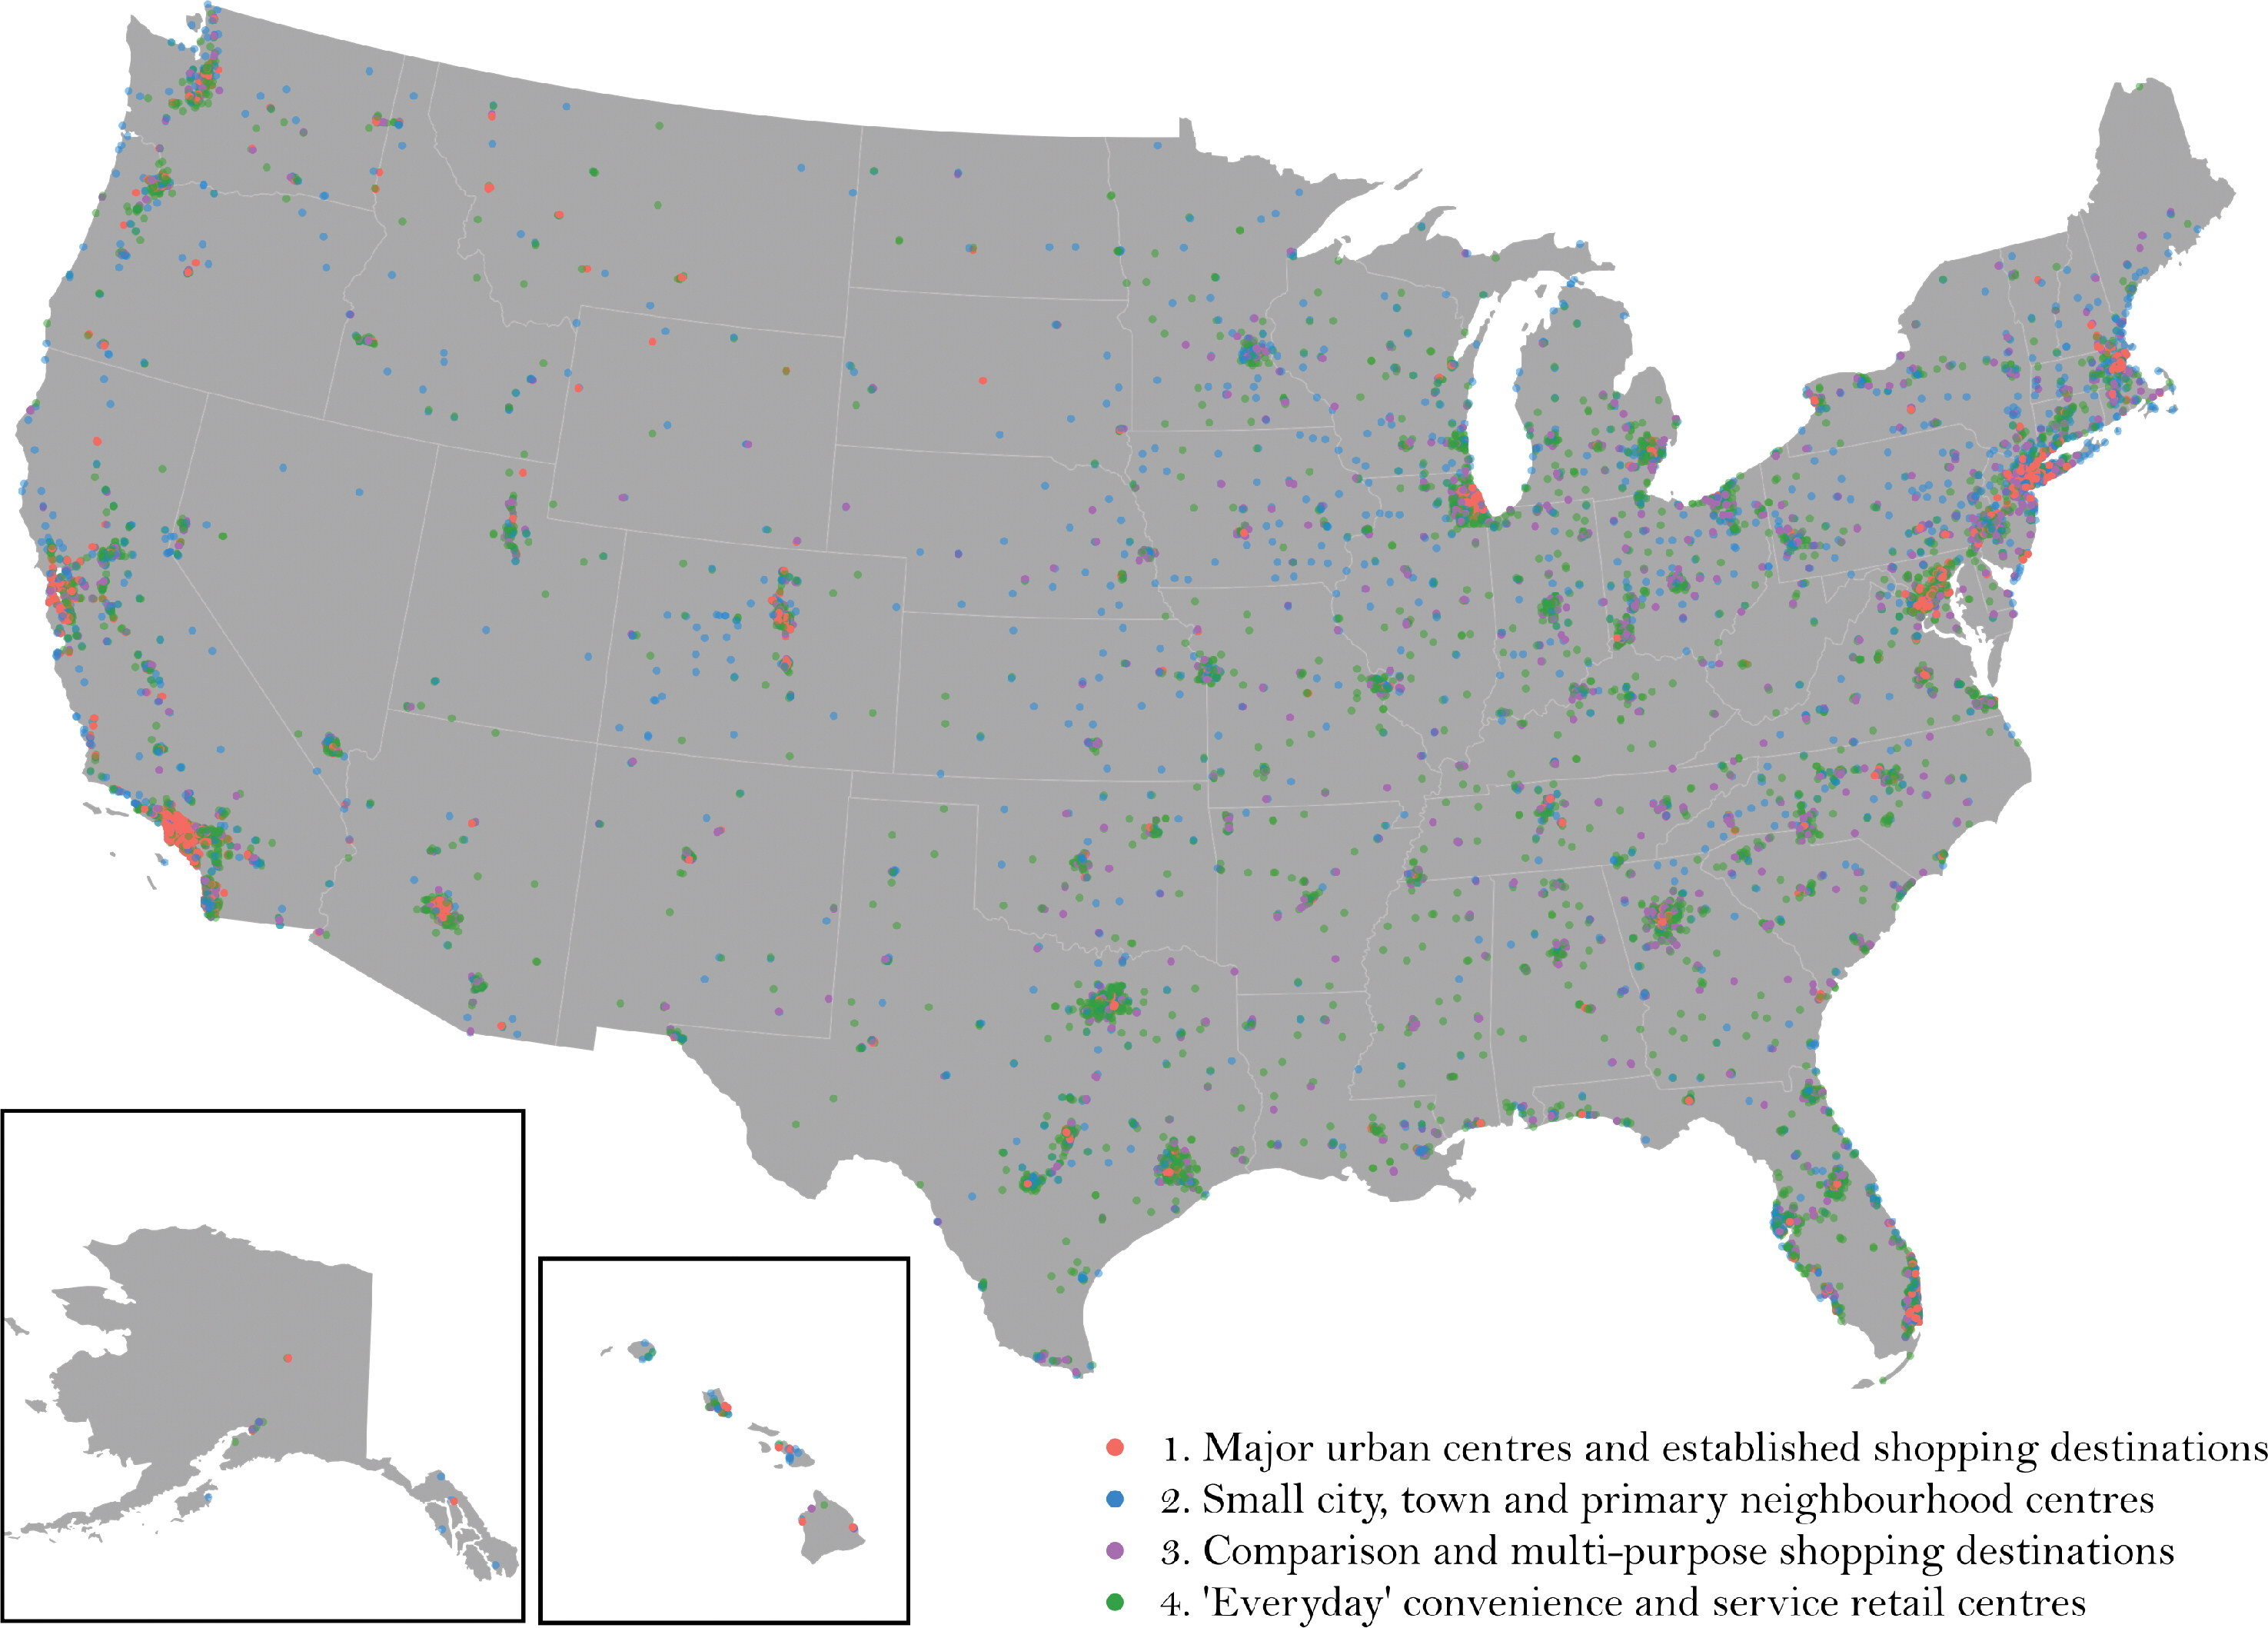 1. Major urban centres and established shopping destinations
2. Small city, town and primary neighbourhood centres
3. Comparison and multi-purpose shopping destinations
4. 'Everyday' convenience and service retail centres